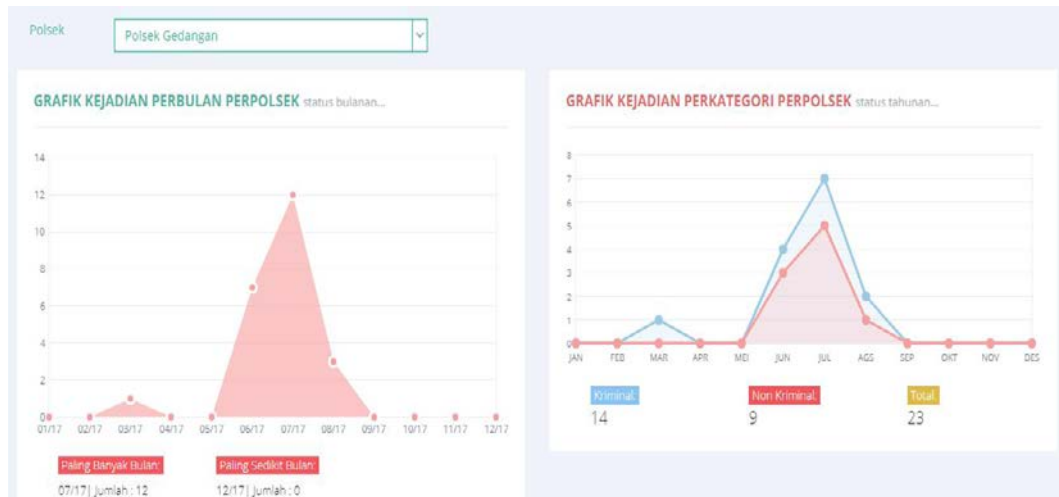 Polsek
Polsek Gedangan
GRAFIK KEJADIAN PERBULAN PERPOLSEK status bulanan...
14
12
10
8
6
4
2
0
01/17 02/17 03/17 04/17 05/17 06/17 07/17 08/17 09/17 10/17 11/17 12/17
Paling Banyak Bulan:
07/17| Jumlah : 12
Paling Sedikit Bulan:
12/17| Jumlah : 0
GRAFIK KEJADIAN PERKATEGORI PERPOLSEK status tahunan...
8
7
6
5
4
3
2
1
0
JAN FEB MAR APR MEI JUN JUL AGS SEP OKT NOV DES
Kriminal:
14
Non Kriminal:
9
Total:
23